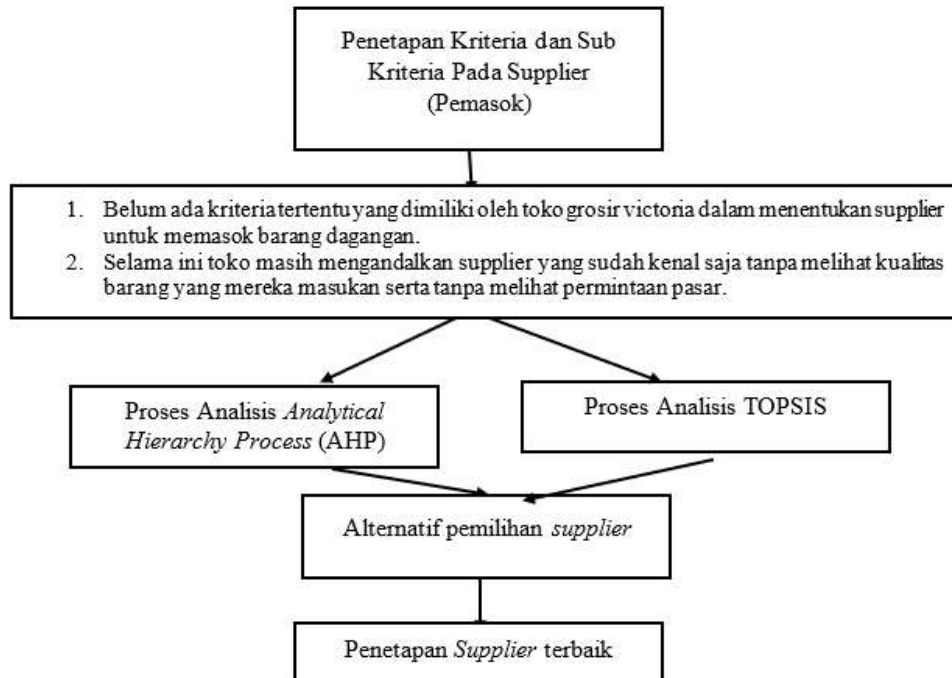 Penetapan Kriteria dan Sub
Kriteria Pada Supplier
(Pemasok)
1. Belum ada kriteria tertentu yang dimiliki oleh toko grosir victoria dalam menentukan supplier
untuk memasok barang dagangan.
2. Selama ini toko masih mengandalkan supplier yang sudah kenal saja tanpa melihat kualitas
barang yang mereka masukan serta tanpa melihat permintaan pasar.
Proses Analisis Analytical
Hierarchy Process (AHP)
Proses Analisis TOPSIS
Alternatif pemilihan supplier
Penetapan Supplier terbaik